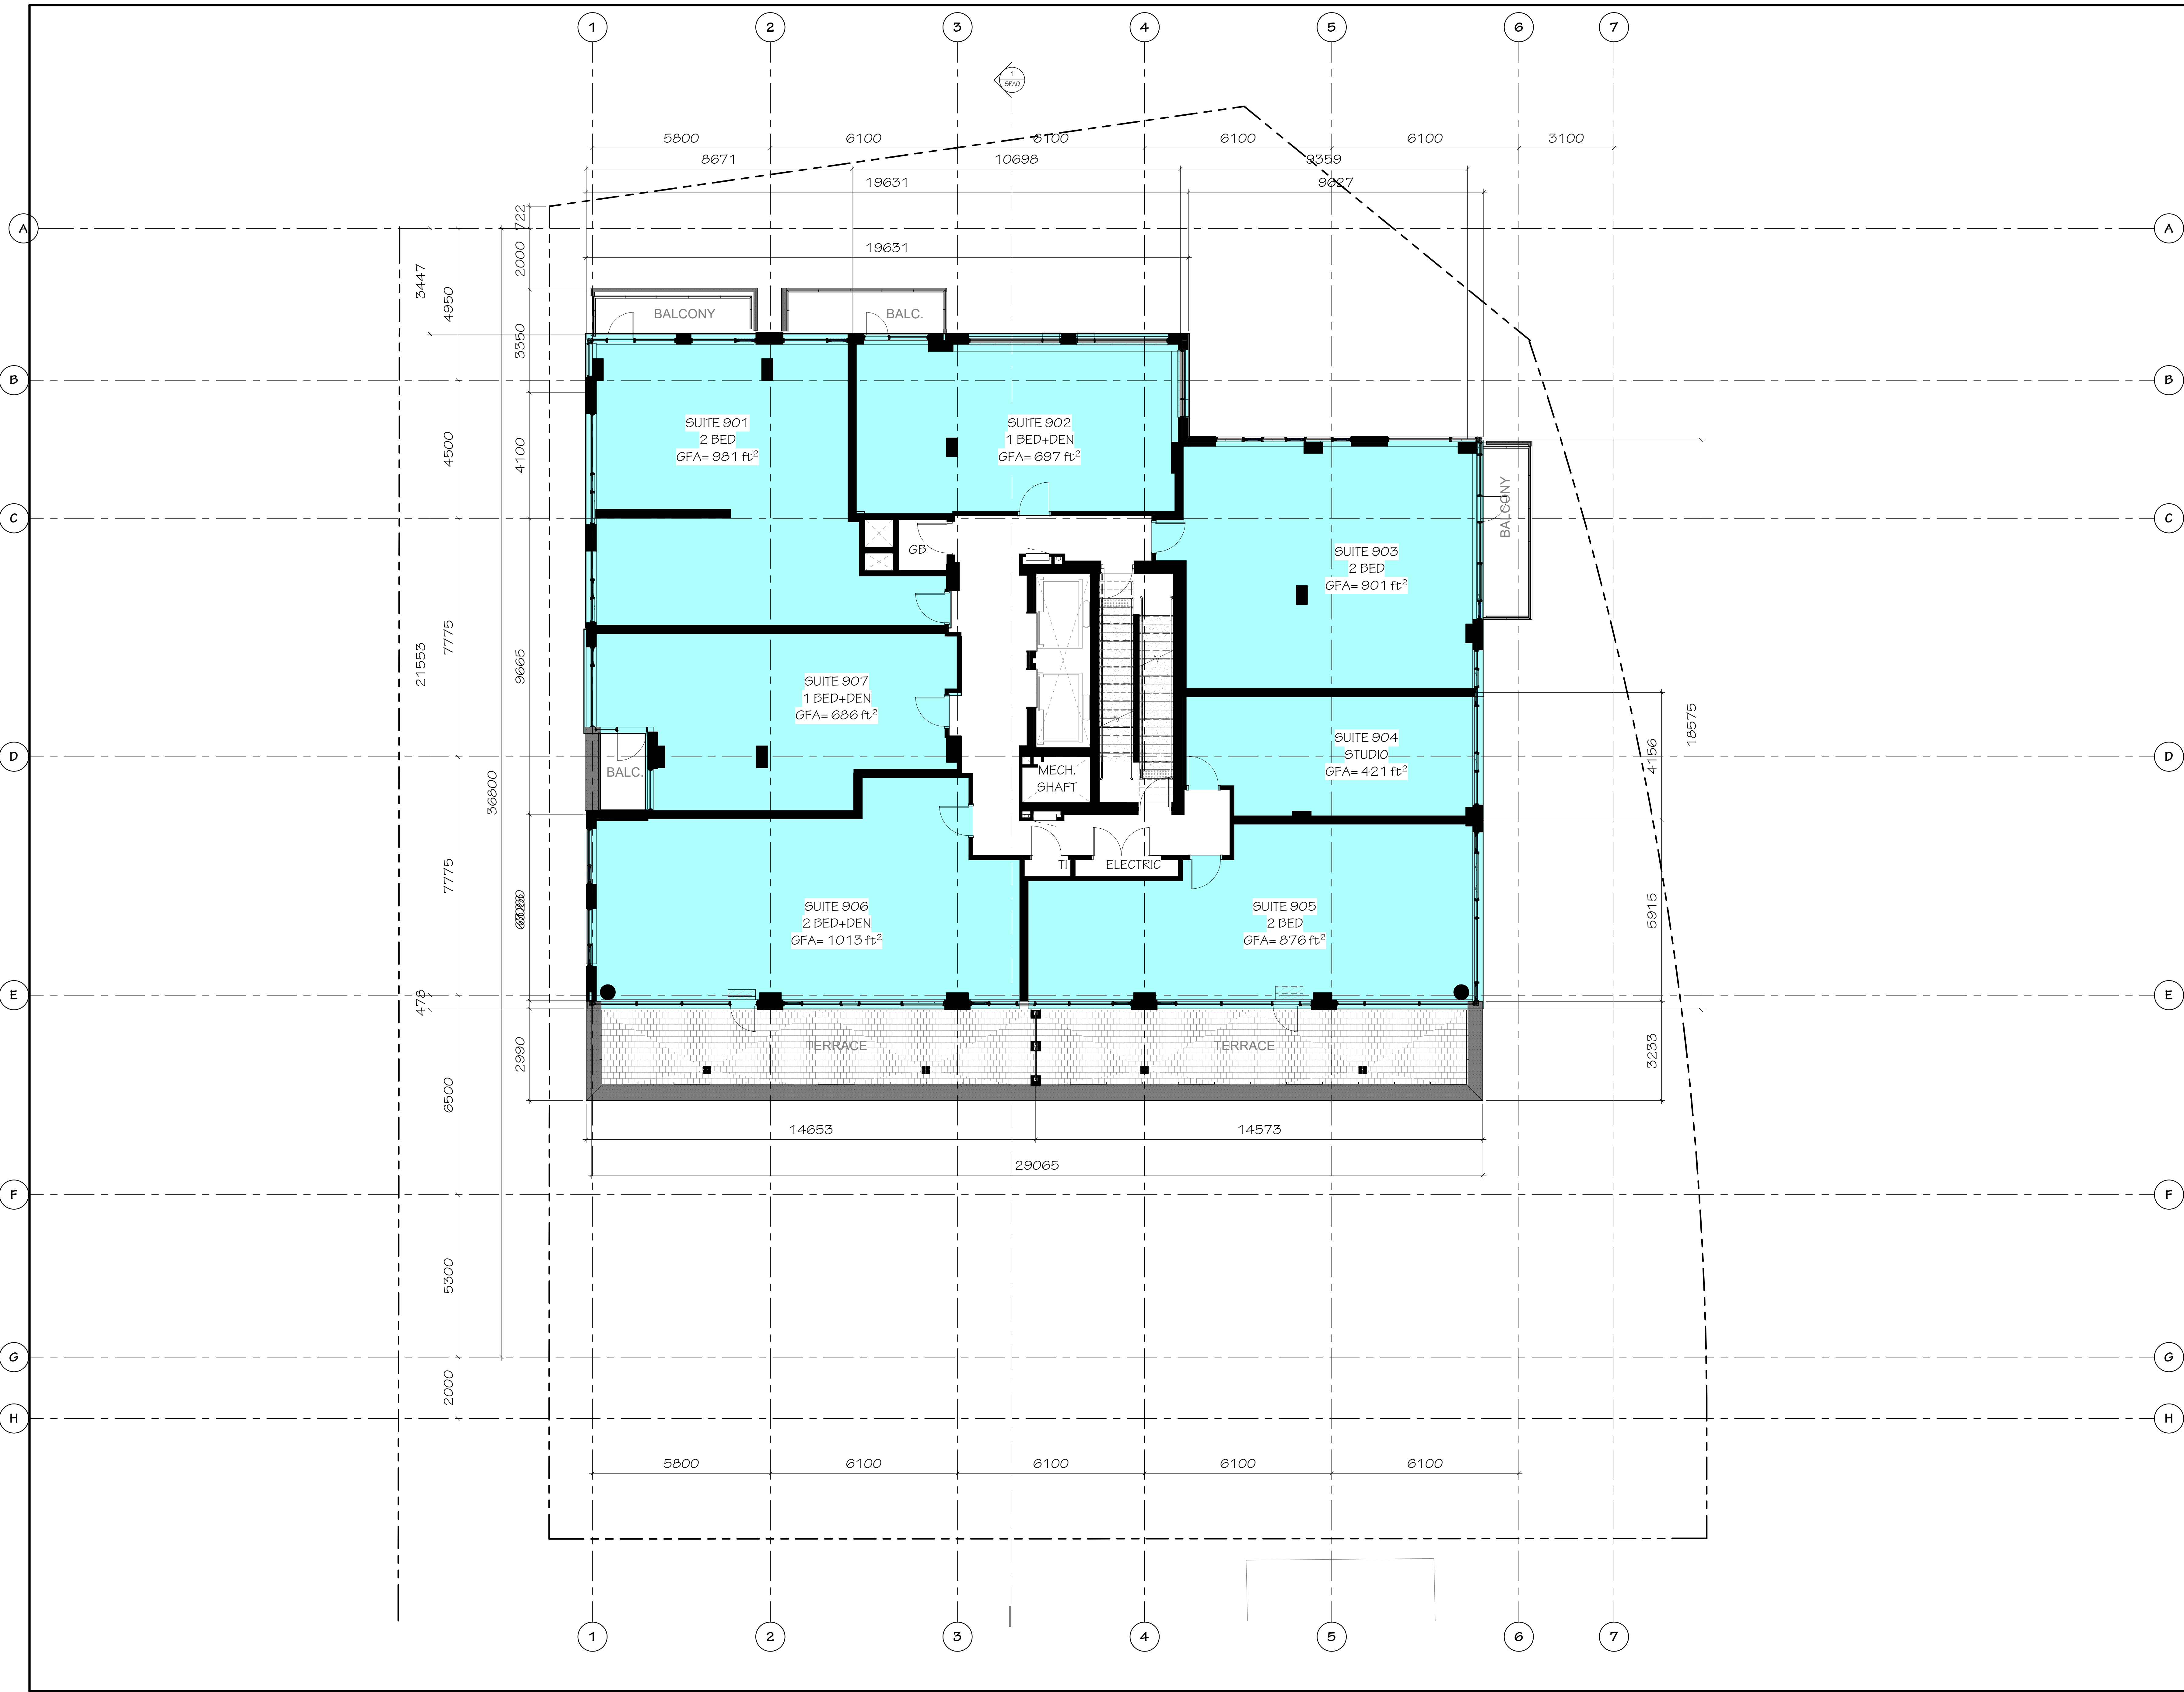 1 2 3 4 5 6 7
1
SPA0
5800 6100 6100 6100 6100 3100
8671 10698 9359
19631 9627
722
A A
19631
2000
3447
4950
BALCONY BALC.
3350
B B
SUITE 901
2 BED
GFA= 981 ft²
SUITE 902
1 BED+DEN
GFA= 697 ft²
4500
4100
BALCONY
C C
GB
SUITE 903
2 BED
GFA= 901 ft²
7775
21553
9665
SUITE 907
1 BED+DEN
GFA= 686 ft²
18575
SUITE 904
STUDIO
GFA= 421 ft²
4156
D D
BALC.
MECH.
SHAFT
36800
TI ELECTRIC
7775
SUITE 906
2 BED+DEN
GFA= 1013 ft²
SUITE 905
2 BED
GFA= 876 ft²
5915
E E
478
TERRACE TERRACE
2990
3233
6500
14653 14573
29065
F F
5300
G G
2000
H H
5800 6100 6100 6100 6100
1 2 3 4 5 6 7